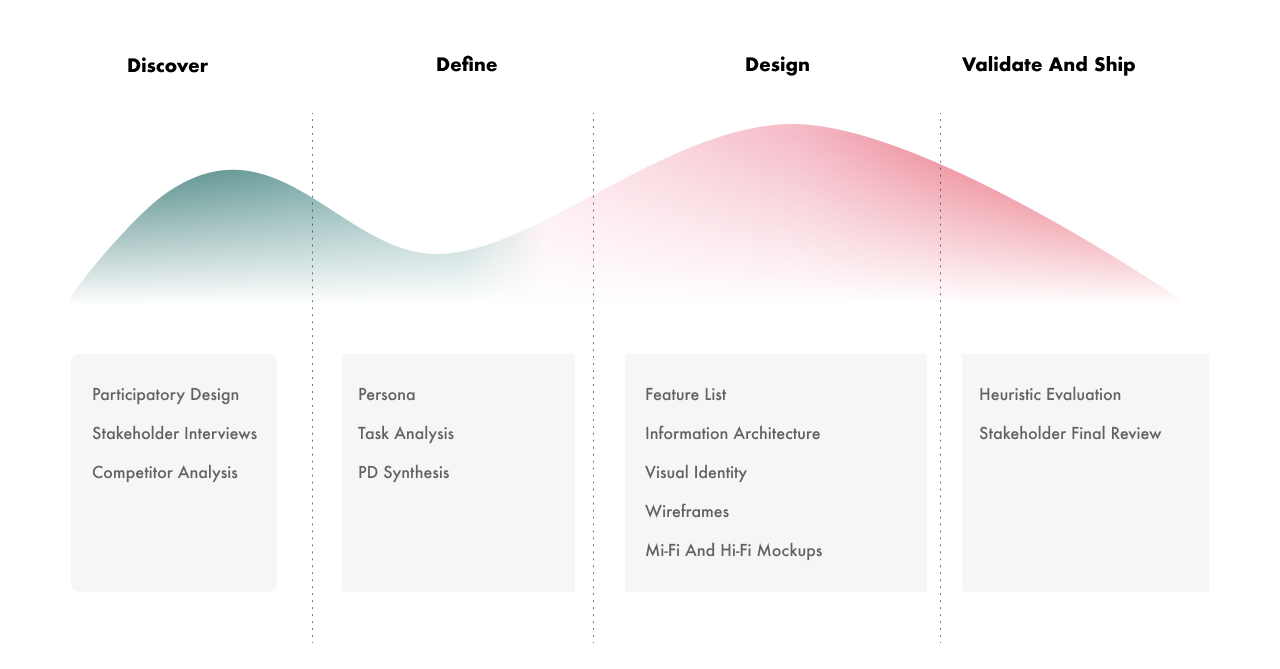 Discover
Define
Design
Validate And Ship
Participatory Design
Stakeholder Interviews
Competitor Analysis
Persona
Task Analysis
PD Synthesis
Feature List
Information Architecture
Visual Identity
Wireframes
Mi-Fi And Hi-Fi Mockups
Heuristic Evaluation
Stakeholder Final Review